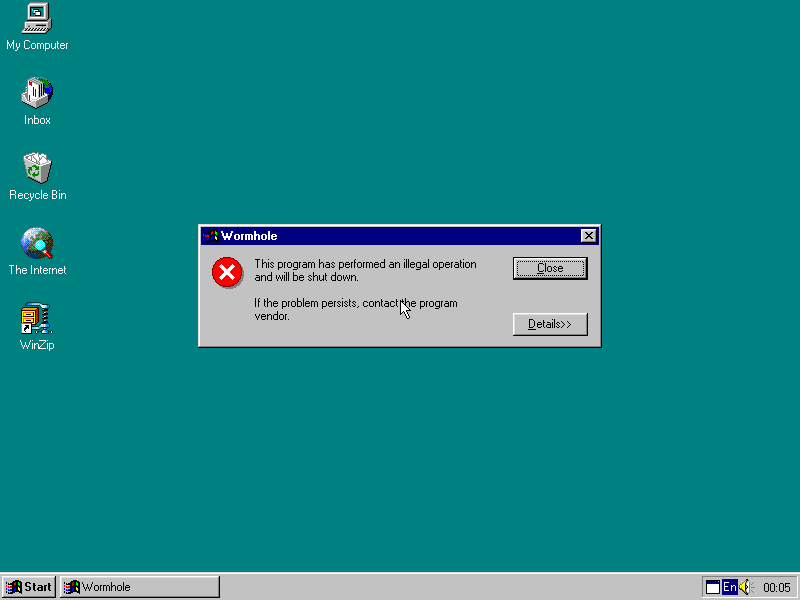 My Computer
Inbox
Recycle Bin
The Internet
WinZip
Wormhole
This program has performed an illegal operation
and will be shut down.
If the problem persists, contact the program
vendor.
Close
Details>>
Start
Wormhole
En
00:05